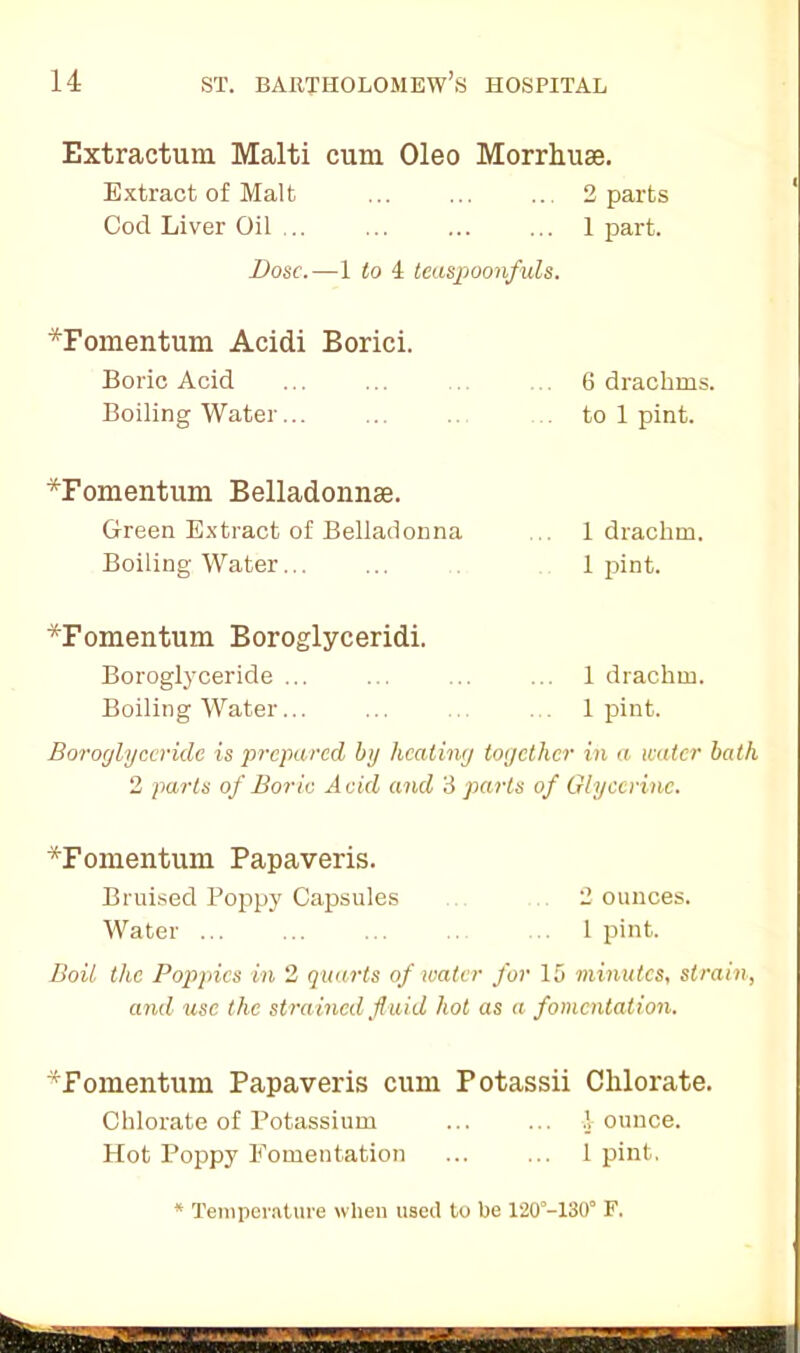 14 ST. BARTHOLOMEW'S HOSPITAL
Extractum Malti cum Oleo Morrhuæ.
Extract of Malt ... ... ... 2 parts
Cod Liver Oil ... ... ... ... 1 part.
Dose.—1 to 4 teaspoonfuls.
*Fomentum Acidi Borici.
Boric Acid ... ... ... ... 6 drachms.
Boiling Water... ... ... ... to 1 pint.
*Fomentum Belladonnæ.
Green Extract of Belladonna ... 1 drachm.
Boiling Water... ... .. .. 1 pint.
*Fomentum Boroglyceridi.
Boroglyceride ... ... ... ... 1 drachm.
Boiling Water... ... ... ... 1 pint.
Boroglyceride is prepared by heating together in a water bath
2 parts of Boric Acid and 3 parts of Glycerine.
*Fomentum Papaveris.
Bruised Poppy Capsules ... ... 2 ounces.
Water ... ... ... ... ... 1 pint.
Boil the Poppies in 2 quarts of water for 15 minutes, strain,
and use the strained fluid hot as a fomentation.
*Fomentum Papaveris cum Potassii Chlorate.
Chlorate of Potassium ... ... ½ ounce.
Hot Poppy Fomentation ... ... 1 pint.
* Temperature when used to be 120°-130° F.